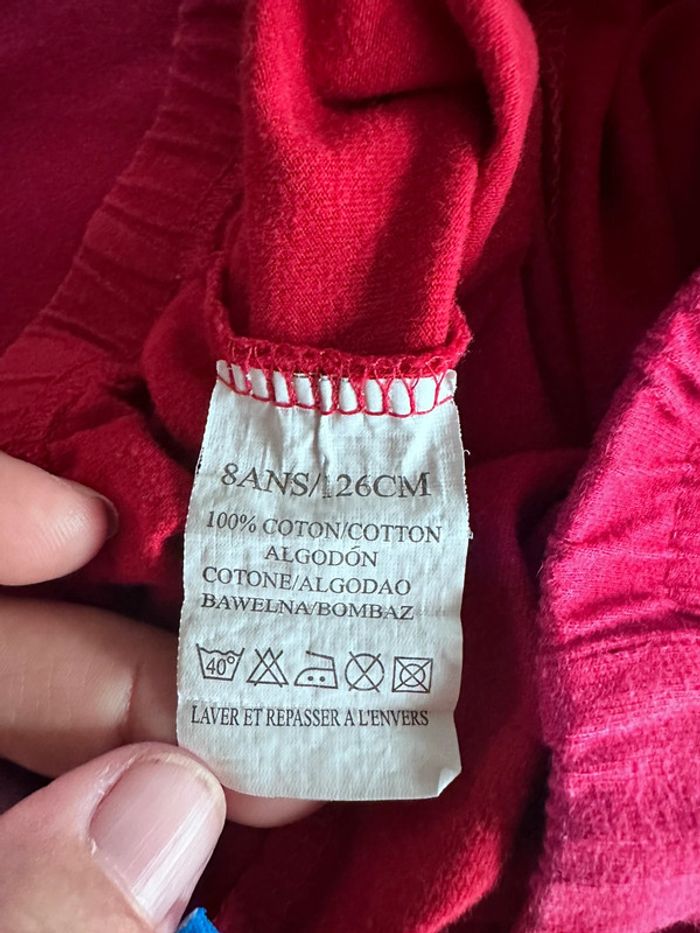 8ANS/126CM
100% COTON/COTTON
ALGODÓN
COTONE/ALGODAO
BAWELNA/BOMBAZ
40°
LAVER ET REPASSER A L'ENVERS